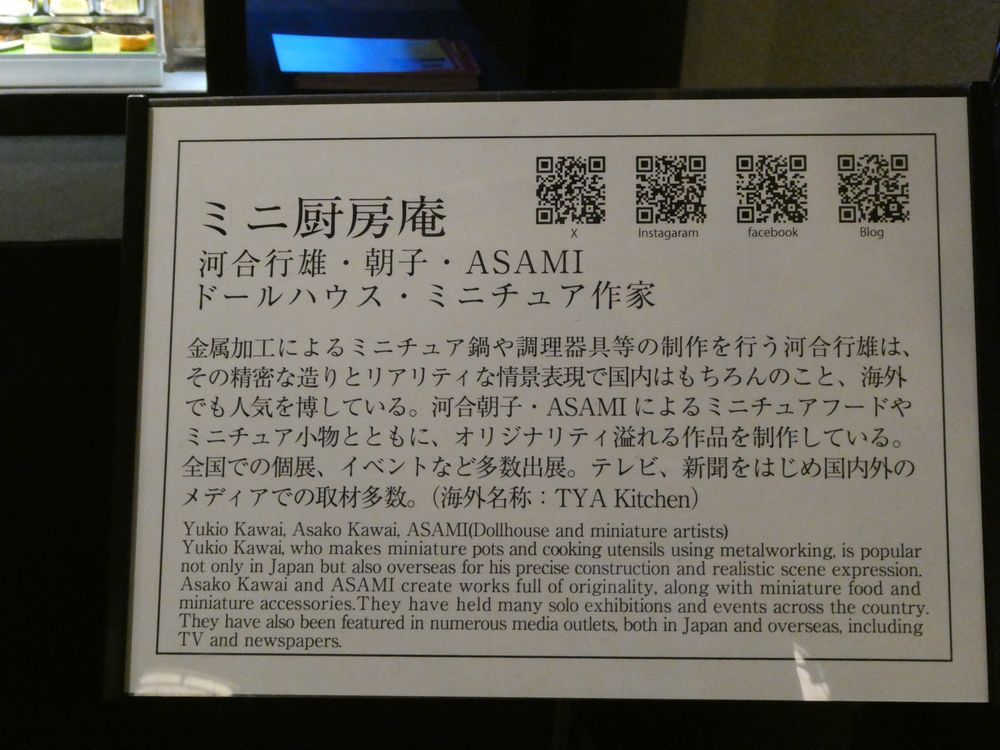 X
Instagaram
facebook
Blog
ミニ厨房庵
河合行雄・朝子・ASAMI
ドールハウス・ミニチュア作家
金属加工によるミニチュア鍋や調理器具等の制作を行う河合行雄は、
その精密な造りとリアリティな情景表現で国内はもちろんのこと、海外
でも人気を博している。河合朝子・ASAMI によるミニチュアフードや
ミニチュア小物とともに、オリジナリティ溢れる作品を制作している。
全国での個展、イベントなど多数出展。テレビ、新聞をはじめ国内外の
メディアでの取材多数。（海外名称：TYA Kitchen）
Yukio Kawai, Asako Kawai, ASAMI(Dollhouse and miniature artists)
Yukio Kawai, who makes miniature pots and cooking utensils using metalworking, is popular
not only in Japan but also overseas for his precise construction and realistic scene expression.
Asako Kawai and ASAMI create works full of originality, along with miniature food and
miniature accessories.They have held many solo exhibitions and events across the country.
They have also been featured in numerous media outlets, both in Japan and overseas, including
TV and newspapers.